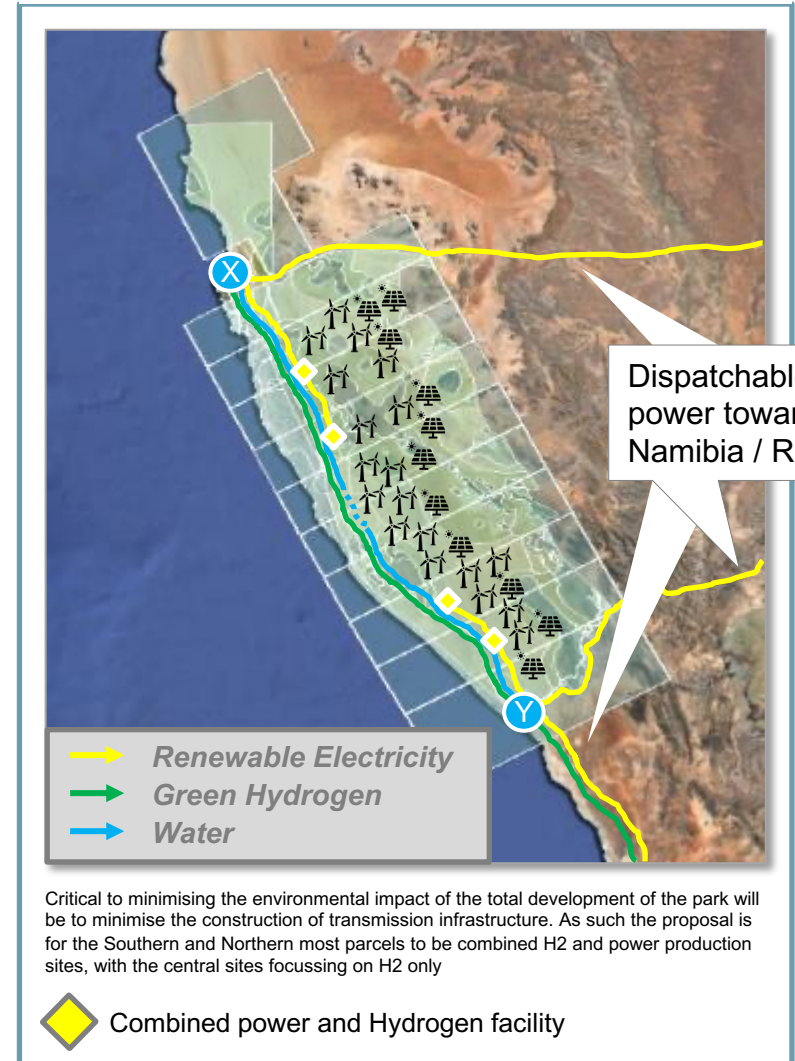 X
Dispatchabl
power towar
Namibia / R
Y
Renewable Electricity
Green Hydrogen
Water
Critical to minimising the environmental impact of the total development of the park will
be to minimise the construction of transmission infrastructure. As such the proposal is
for the Southern and Northern most parcels to be combined H2 and power production
sites, with the central sites focussing on H2 only
Combined power and Hydrogen facility